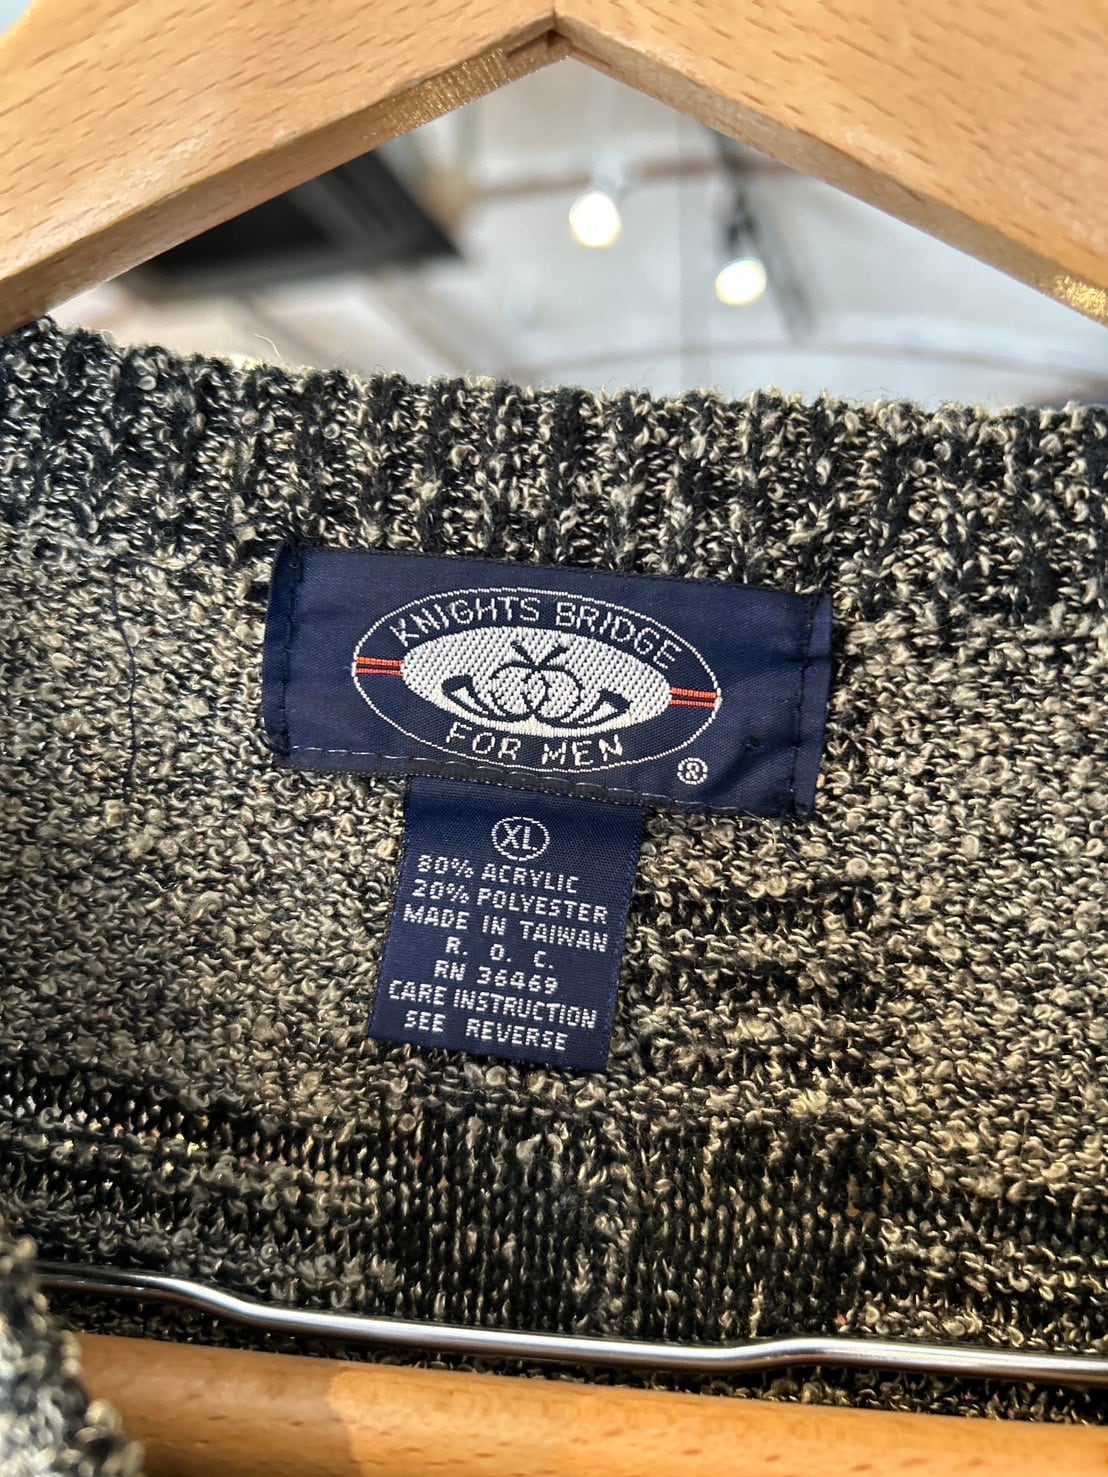 KNIGHTS BRIDGE
FOR MEN
®
XL
80% ACRYLIC
20% POLYESTER
MADE IN TAIWAN
R. O. C.
RN 36469
CARE INSTRUCTION
SEE REVERSE